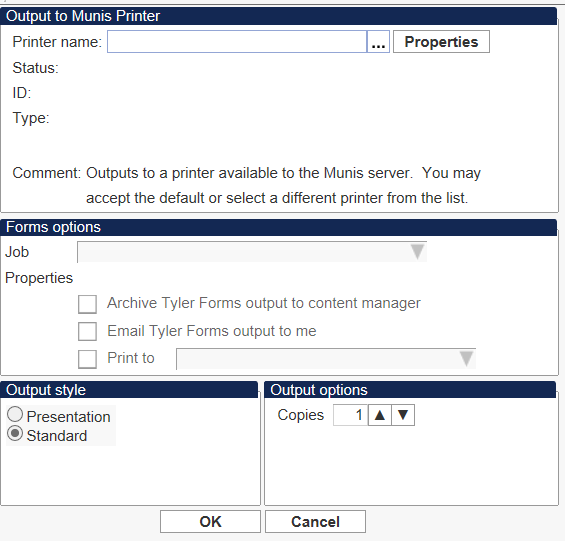 Output to Munis Printer
Printer name: ... Properties
Status:
ID:
Type:
Comment: Outputs to a printer available to the Munis server. You may
accept the default or select a different printer from the list.
Forms options
Job
Properties
Archive Tyler Forms output to content manager
Email Tyler Forms output to me
Print to
Output style
Presentation
Standard
Output options
Copies 1
OK Cancel